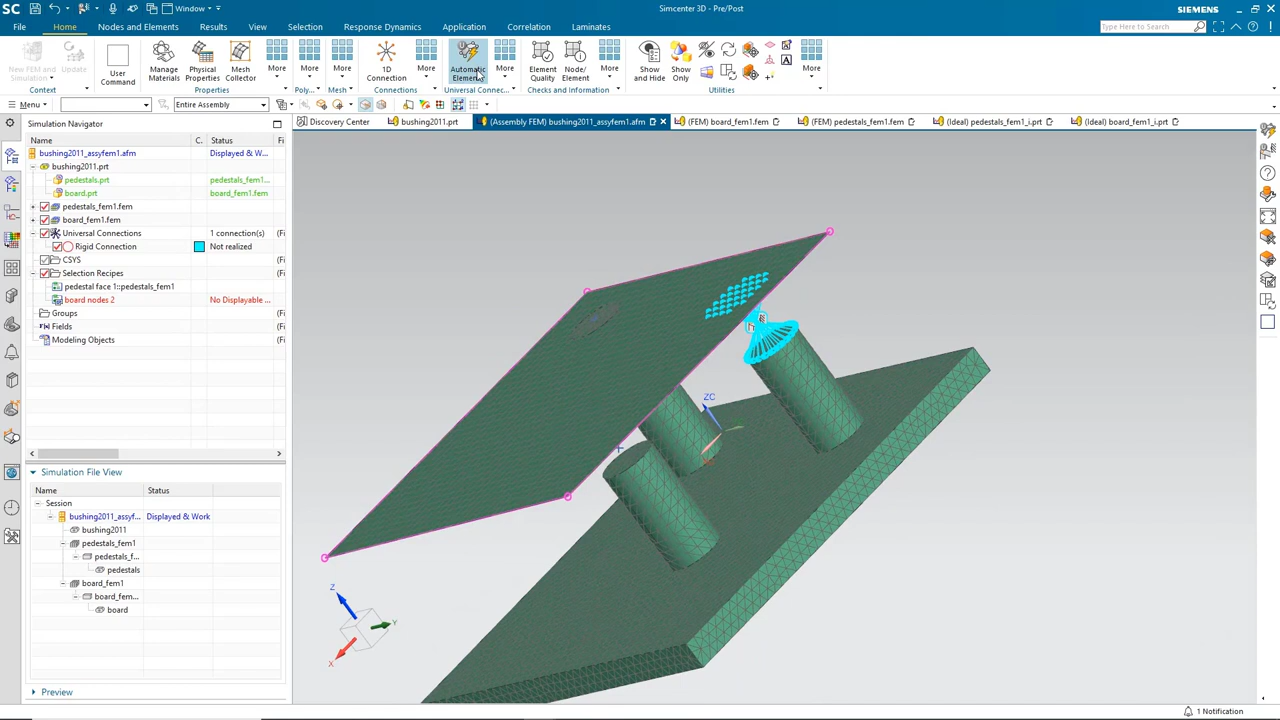 SC Window Simcenter 3D - Pre/Post SIEMENS
File Home Nodes and Elements Results View Selection Response Dynamics Application Correlation Laminates Type Here to Search
New FEM and Simulation Update User Command Manage Materials Physical Properties Mesh Collector More More More 1D Connection More Automatic Element More Element Quality Node/Element More Show and Hide Show Only More
Context Properties Poly... Mesh Connections Universal Connec... Checks and Information Utilities
Menu Entire Assembly
Simulation Navigator
Discovery Center bushing2011.prt (Assembly FEM) bushing2011_assyfem1.afm (FEM) board_fem1.fem (FEM) pedestals_fem1.fem (Ideal) pedestals_fem1_i.prt (Ideal) board_fem1_i.prt
Name C. Status Fi
bushing2011_assyfem1.afm Displayed & W...
bushing2011.prt
pedestals.prt pedestals_fem1...
board.prt board_fem1.fem
pedestals_fem1.fem (Fi
board_fem1.fem (Fi
Universal Connections 1 connection(s) (Fi
Rigid Connection Not realized (Fi
CSYS (Fi
Selection Recipes (Fi
pedestal face 1::pedestals_fem1
board nodes 2 No Displayable ...
Groups
Fields
Modeling Objects
Simulation File View
Name Status
Session
bushing2011_assyf... Displayed & Work
bushing2011
pedestals_fem1
pedestals_f...
pedestals
board_fem1
board_fem...
board
Preview
ZC
Z
Y
X
1 Notification